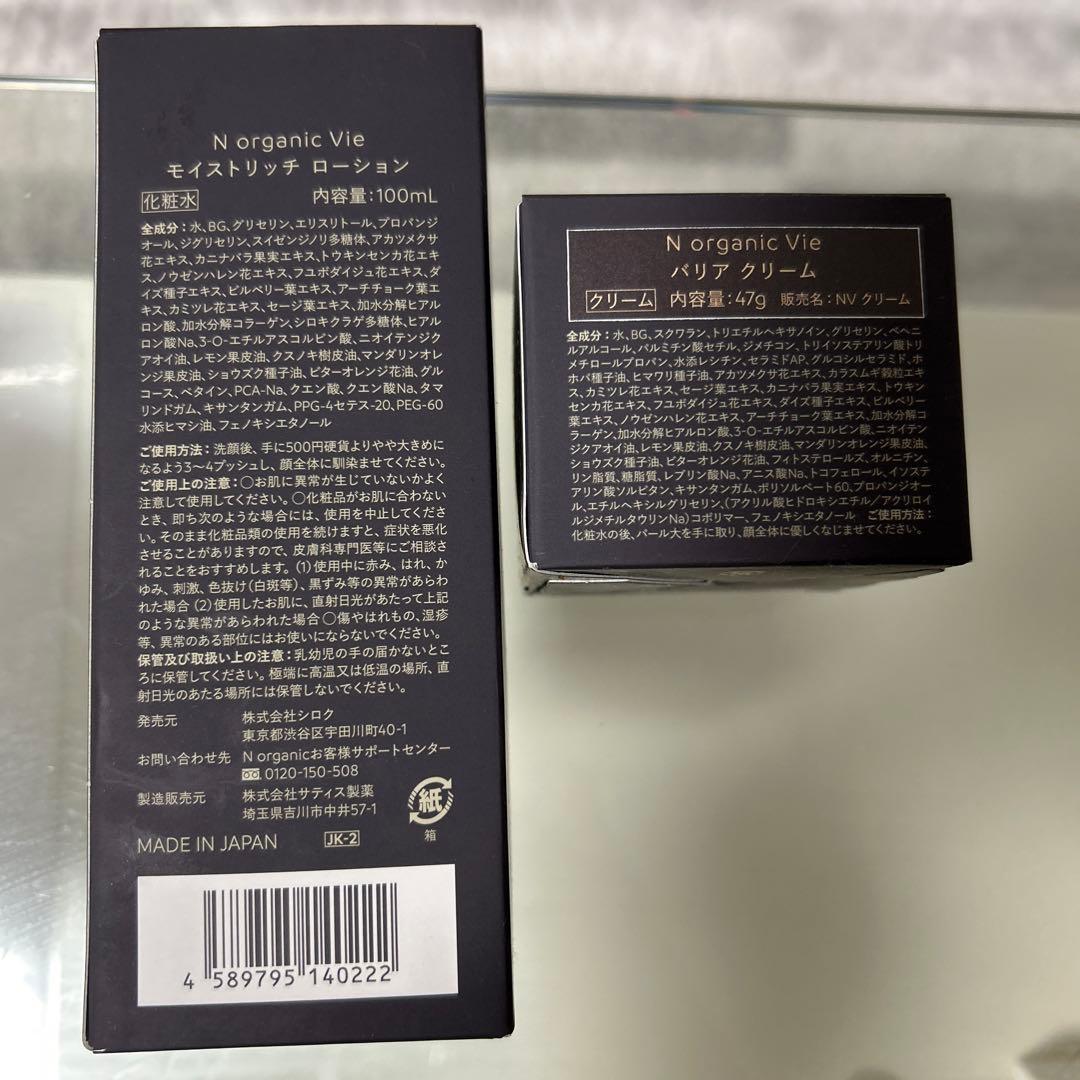 N organic Vie
モイストリッチ ローション
化粧水 内容量:100mL
全成分:水、BG、グリセリン、エリスリトール、プロパンジ
オール、ジグリセリン、スイゼンジノリ多糖体、アカツメクサ
花エキス、カニナバラ果実エキス、トウキンセンカ花エキス
、ノウゼンハレン花エキス、フユボダイジュ花エキス、ダ
イズ種子エキス、ビルベリー葉エキス、アーチチョーク葉エ
キス、カミツレ花エキス、セージ葉エキス、加水分解ヒアル
ロン酸、加水分解コラーゲン、シロキクラゲ多糖体、ヒアル
ロン酸Na、3-O-エチルアスコルビン酸、ニオイテンジク
アオイ油、レモン果皮油、クスノキ樹皮油、マンダリンオレ
ンジ果皮油、ショウズク種子油、ビターオレンジ花油、グル
コース、ベタイン、PCA-Na、クエン酸、クエン酸Na、タマ
リンドガム、キサンタンガム、PPG-4セテス-20、PEG-60
水添ヒマシ油、フェノキシエタノール
ご使用方法:洗顔後、手に500円硬貨よりやや大きめに
なるよう3〜4プッシュし、顔全体に馴染ませてください。
ご使用上の注意:○お肌に異常が生じていないかよく
注意して使用してください。○化粧品がお肌に合わない
とき、即ち次のような場合には、使用を中止してくださ
い。そのまま化粧品類の使用を続けますと、症状を悪化
させることがありますので、皮膚科専門医等にご相談さ
れることをおすすめします。(1)使用中に赤み、はれ、か
ゆみ、刺激、色抜け(白斑等)、黒ずみ等の異常があらわ
れた場合 (2)使用したお肌に、直射日光があたって上記
のような異常があらわれた場合 ○傷やはれもの、湿疹
等、異常のある部位にはお使いにならないでください。
保管及び取扱い上の注意:乳幼児の手の届かないとこ
ろに保管してください。極端に高温又は低温の場所、直
射日光のあたる場所には保管しないでください。
発売元 株式会社シロク
東京都渋谷区宇田川町40-1
お問い合わせ先 N organicお客様サポートセンター
0120-150-508
製造販売元 株式会社サティス製薬
埼玉県吉川市中井57-1
紙
箱
MADE IN JAPAN JK-2
4 589795 140222
N organic Vie
バリア クリーム
クリーム 内容量:47g 販売名:NV クリーム
全成分:水、BG、スクワラン、トリエチルヘキサノイン、グリセリン、ベヘニ
ルアルコール、パルミチン酸セチル、ジメチコン、トリイソステアリン酸トリ
メチロールプロパン、水添レシチン、セラミドAP、グルコシルセラミド、ホ
ホバ種子油、ヒマワリ種子油、アカツメクサ花エキス、カラスムギ穀粒エキ
ス、カミツレ花エキス、セージ葉エキス、カニナバラ果実エキス、トウキン
センカ花エキス、フユボダイジュ花エキス、ダイズ種子エキス、ビルベリー
葉エキス、ノウゼンハレン花エキス、アーチチョーク葉エキス、加水分解コ
ラーゲン、加水分解ヒアルロン酸、3-O-エチルアスコルビン酸、ニオイテ
ンジクアオイ油、レモン果皮油、クスノキ樹皮油、マンダリンオレンジ果皮油、
ショウズク種子油、ビターオレンジ花油、フィトステロールズ、オルニチン、
リン脂質、糖脂質、レブリン酸Na、アニス酸Na、トコフェロール、イソステ
アリン酸ソルビタン、キサンタンガム、ポリソルベート60、プロパンジオー
ル、エチルヘキシルグリセリン、(アクリル酸ヒドロキシエチル/アクリロイ
ルジメチルタウリンNa)コポリマー、フェノキシエタノール ご使用方法:
化粧水の後、パール大を手に取り、顔全体に優しくなじませてください。